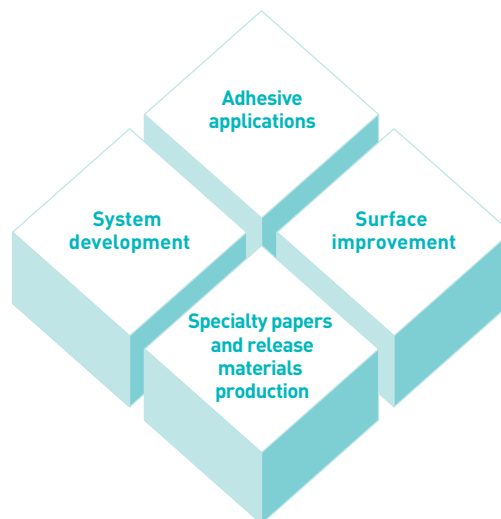 Adhesive
applications
System
development
Surface
improvement
Specialty papers
and release
materials
production